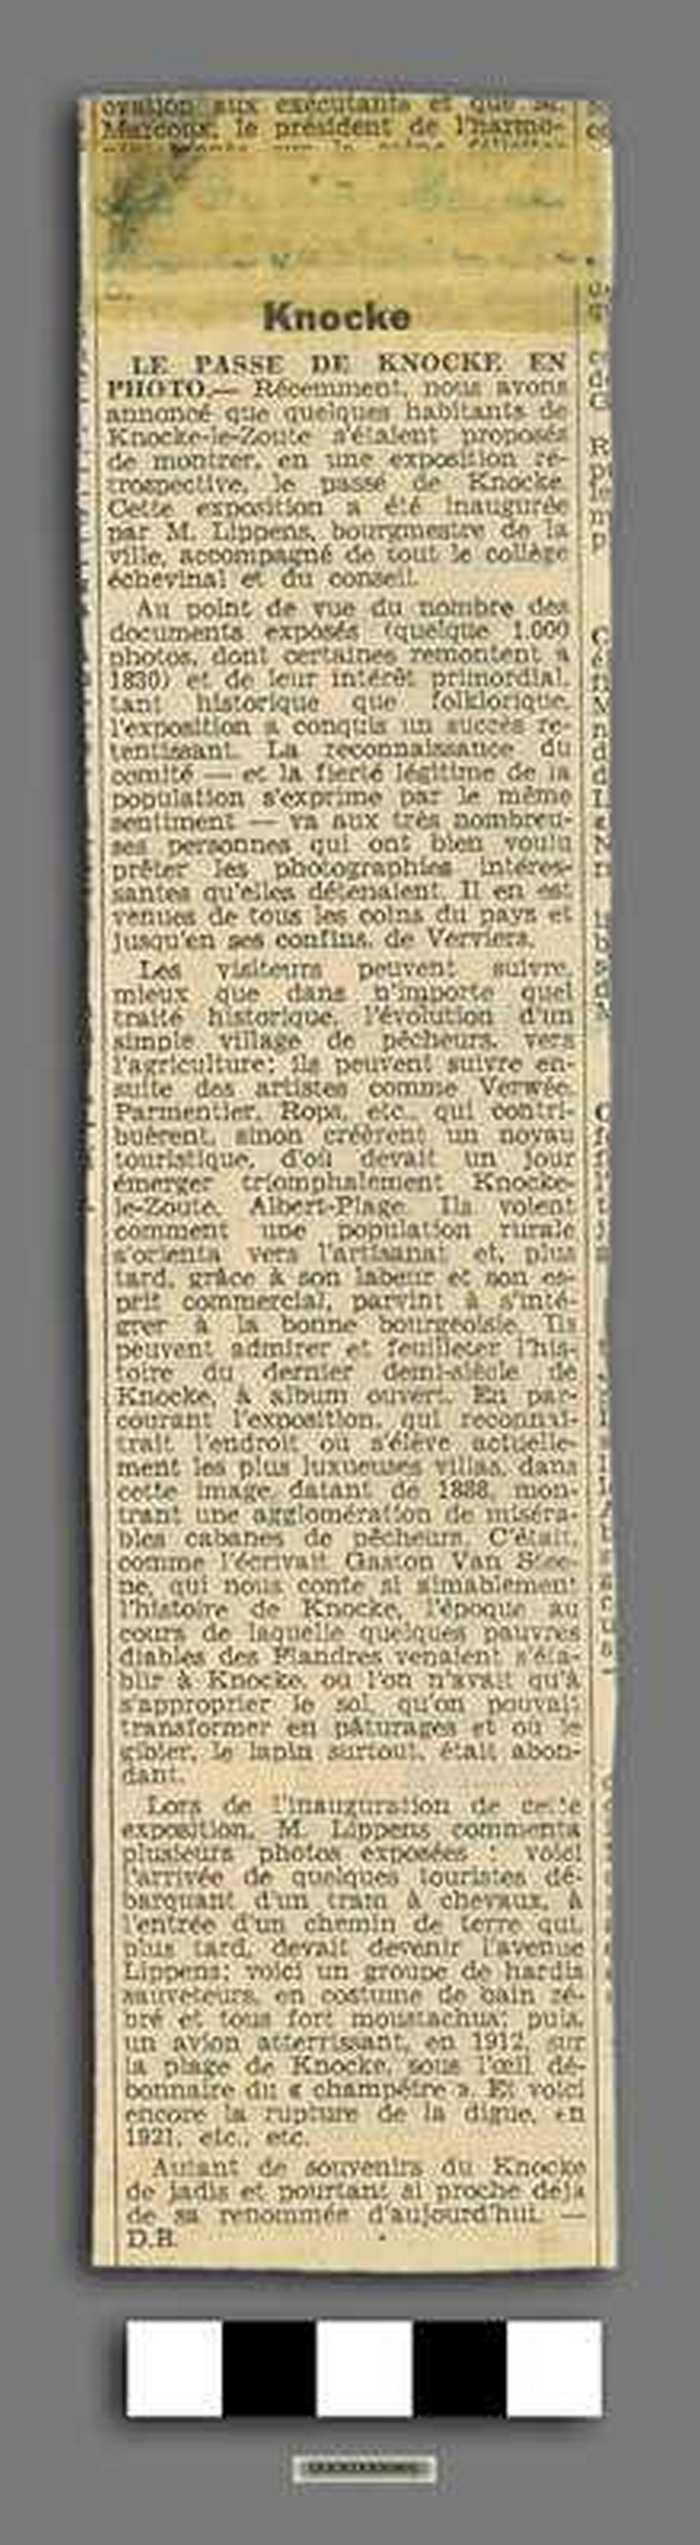 ovation aux exécutants et que M.
Marcoux, le président de l'harmo-
Knocke
LE PASSE DE KNOCKE EN
PHOTO.— Récemment, nous avons
annoncé que quelques habitants de
Knocke-le-Zoute s'étaient proposés
de montrer, en une exposition ré-
trospective, le passé de Knocke.
Cette exposition a été inaugurée
par M. Lippens, bourgmestre de la
ville, accompagné de tout le collège
échevinal et du conseil.
Au point de vue du nombre des
documents exposés (quelque 1.000
photos, dont certaines remontent à
1830) et de leur intérêt primordial,
tant historique que folklorique,
l'exposition a conquis un succès re-
tentissant. La reconnaissance du
comité — et la fierté légitime de la
population s'exprime par le même
sentiment — va aux très nombreu-
ses personnes qui ont bien voulu
prêter les photographies intéres-
santes qu'elles détenaient. Il en est
venues de tous les coins du pays et
jusqu'en ses confins, de Verviers.
Les visiteurs peuvent suivre,
mieux que dans n'importe quel
traité historique, l'évolution d'un
simple village de pêcheurs, vers
l'agriculture; ils peuvent suivre en-
suite des artistes comme Verwée,
Parmentier, Rops, etc., qui contri-
buèrent, sinon créèrent un noyau
touristique, d'où devait un jour
émerger triomphalement Knocke-
le-Zoute, Albert-Plage. Ils voient
comment une population rurale
s'orienta vers l'artisanat et, plus
tard, grâce à son labeur et son es-
prit commercial, parvint à s'inté-
grer à la bonne bourgeoisie. Ils
peuvent admirer et feuilleter l'his-
toire du dernier demi-siècle de
Knocke, à album ouvert. En par-
courant l'exposition, qui reconnaî-
trait l'endroit où s'élève actuelle-
ment les plus luxueuses villas, dans
cette image datant de 1888, mon-
trant une agglomération de miséra-
bles cabanes de pêcheurs. C'était,
comme l'écrivait Gaston Van Stee-
ne, qui nous conte si aimablement
l'histoire de Knocke, l'époque au
cours de laquelle quelques pauvres
diables des Flandres venaient s'éta-
blir à Knocke, où l'on n'avait qu'à
s'approprier le sol, qu'on pouvait
transformer en pâturages et où le
gibier, le lapin surtout, était abon-
dant.
Lors de l'inauguration de cette
exposition, M. Lippens commenta
plusieurs photos exposées : voici
l'arrivée de quelques touristes dé-
barquant d'un tram à chevaux, à
l'entrée d'un chemin de terre qui,
plus tard, devait devenir l'avenue
Lippens; voici un groupe de hardis
sauveteurs, en costume de bain zé-
bré et tous fort moustachus; puis,
un avion atterrissant, en 1912, sur
la plage de Knocke, sous l'œil dé-
bonnaire du « champêtre ». Et voici
encore la rupture de la digue, en
1921, etc., etc.
Autant de souvenirs du Knocke
de jadis et pourtant si proche déjà
de sa renommée d'aujourd'hui. —
D.B.